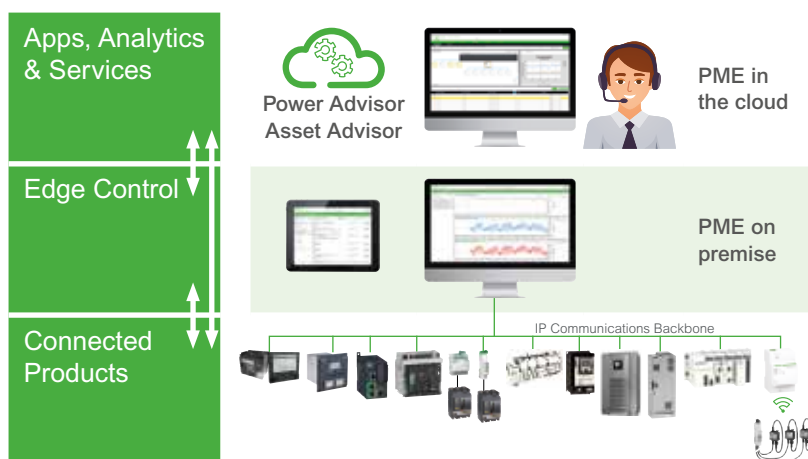 Apps, Analytics
& Services
Power Advisor
Asset Advisor
PME in
the cloud
Edge Control
PME on
premise
IP Communications Backbone
Connected
Products